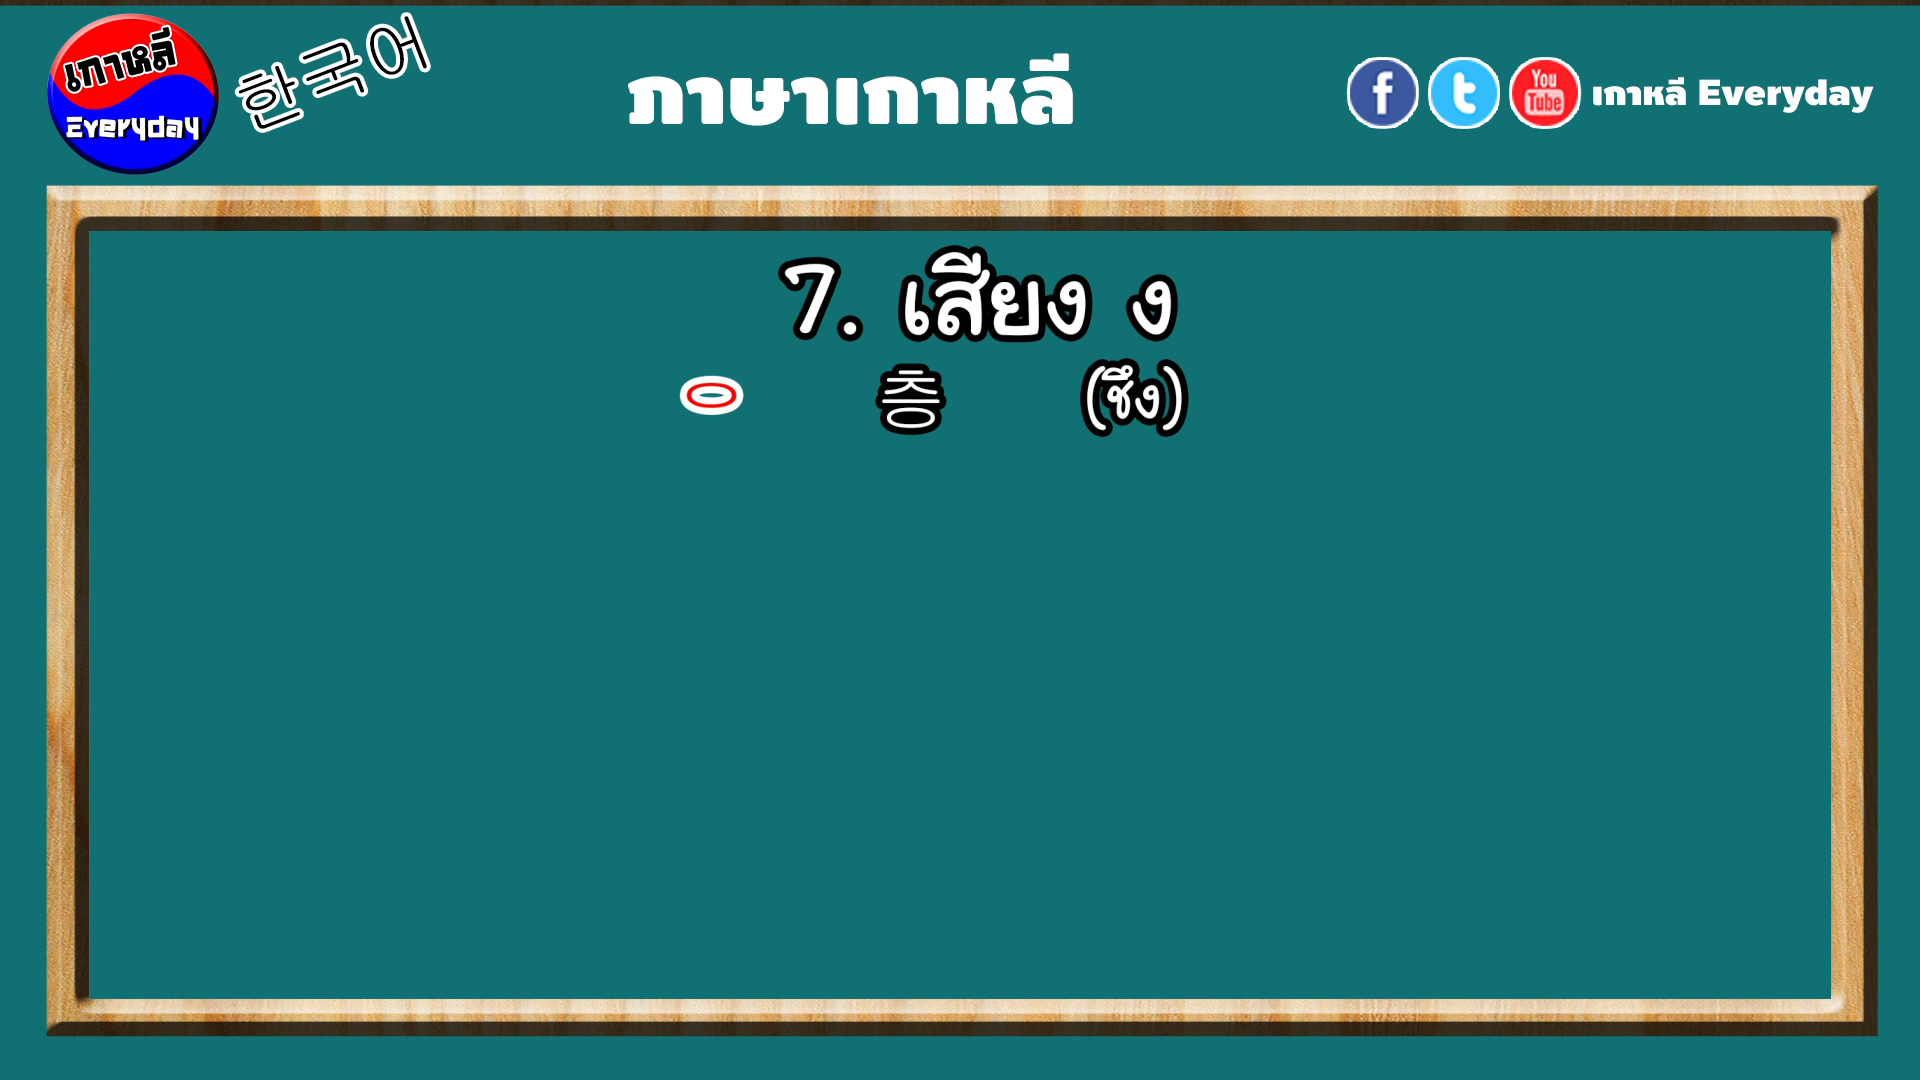 เกาหลี
Everyday
한국어
ภาษาเกาหลี
f t You Tube เกาหลี Everyday
7. เสียง ง
ㅇ 층 (ชึง)